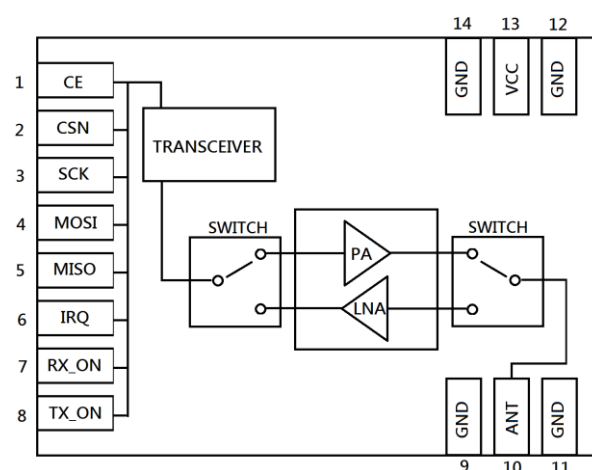 14 13 12
GND VCC GND
1 CE
2 CSN
3 SCK
4 MOSI
5 MISO
6 IRQ
7 RX_ON
8 TX_ON
TRANSCEIVER
SWITCH
PA
LNA
SWITCH
GND ANT GND
9 10 11